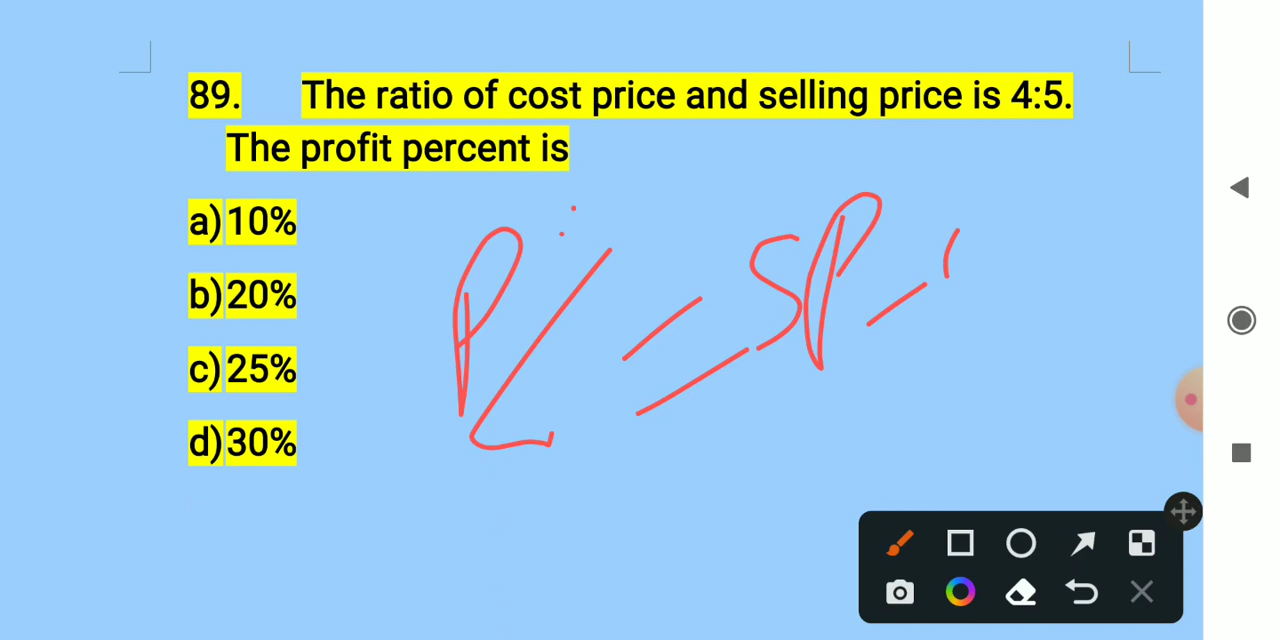 89. The ratio of cost price and selling price is 4:5.
The profit percent is
a) 10%
b) 20%
c) 25%
d) 30%
P% = SP -